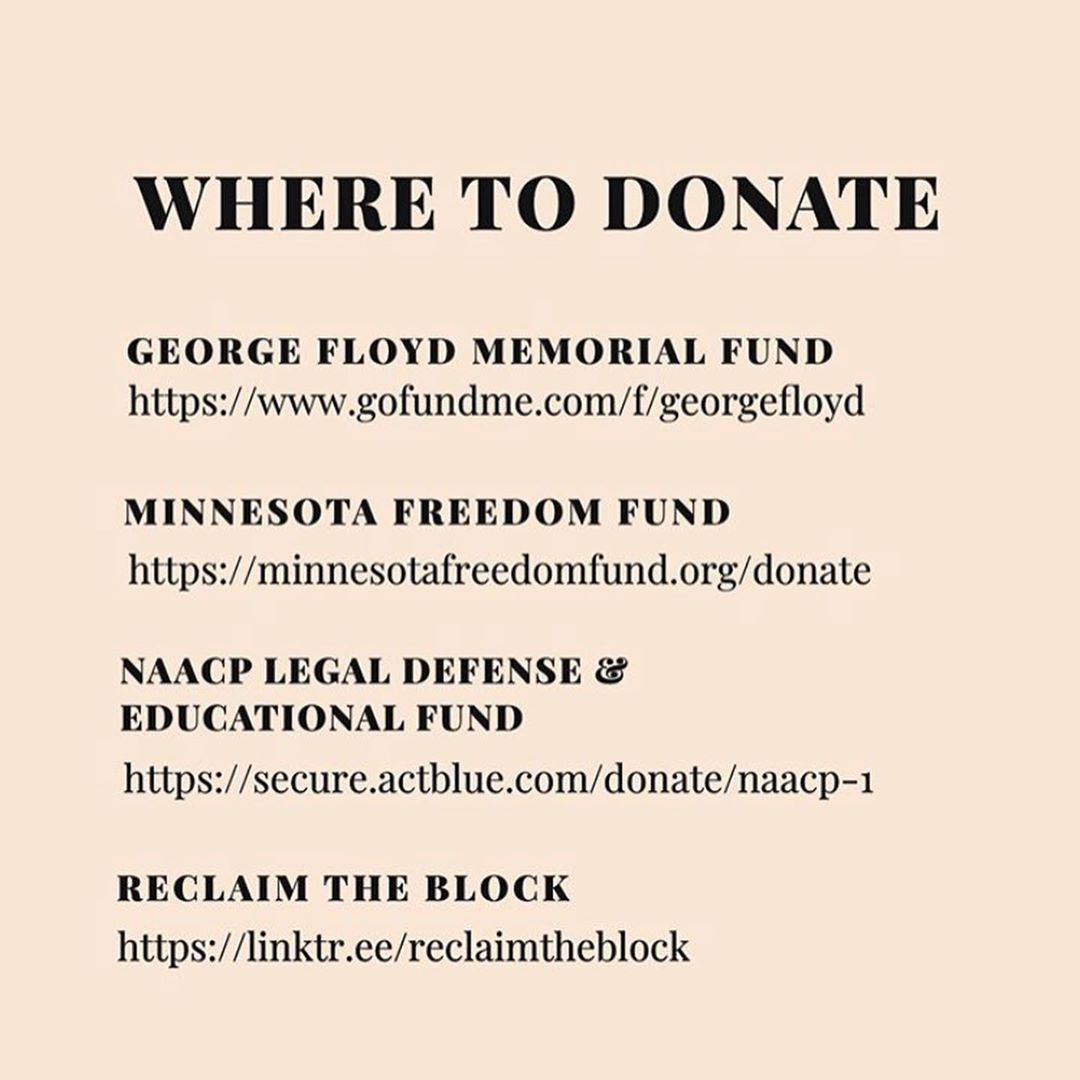 WHERE TO DONATE
GEORGE FLOYD MEMORIAL FUND
https://www.gofundme.com/f/georgefloyd
MINNESOTA FREEDOM FUND
https://minnesotafreedomfund.org/donate
NAACP LEGAL DEFENSE &
EDUCATIONAL FUND
https://secure.actblue.com/donate/naacp-1
RECLAIM THE BLOCK
https://linktr.ee/reclaimtheblock